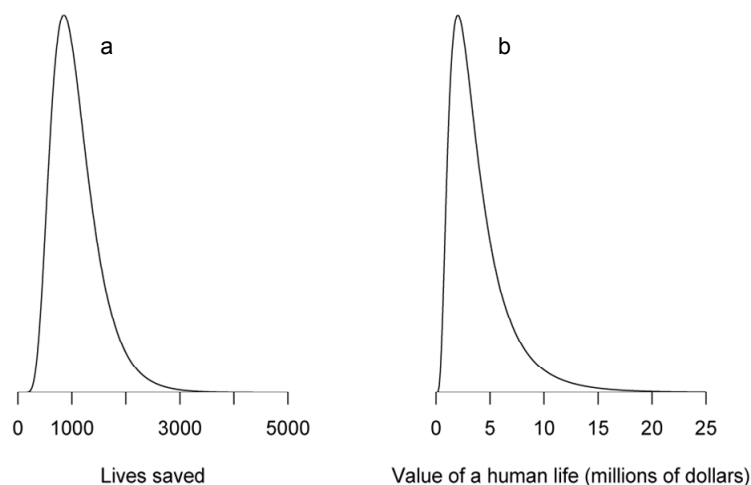 a
b
0 1000 3000 5000
0 5 10 15 20 25
Lives saved
Value of a human life (millions of dollars)